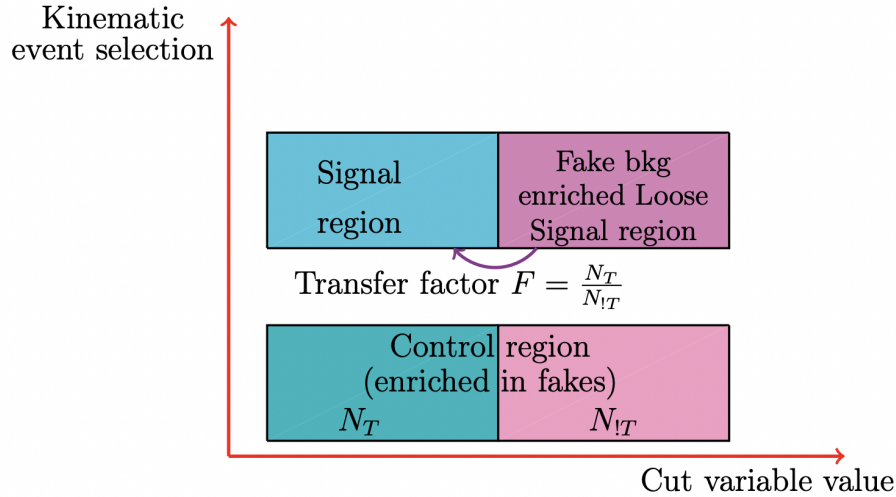 Kinematic
event selection
Signal
region
Fake bkg
enriched Loose
Signal region
Transfer factor $F = \frac{N_T}{N_{!T}}$
Control region
(enriched in fakes)
$N_T$
$N_{!T}$
Cut variable value